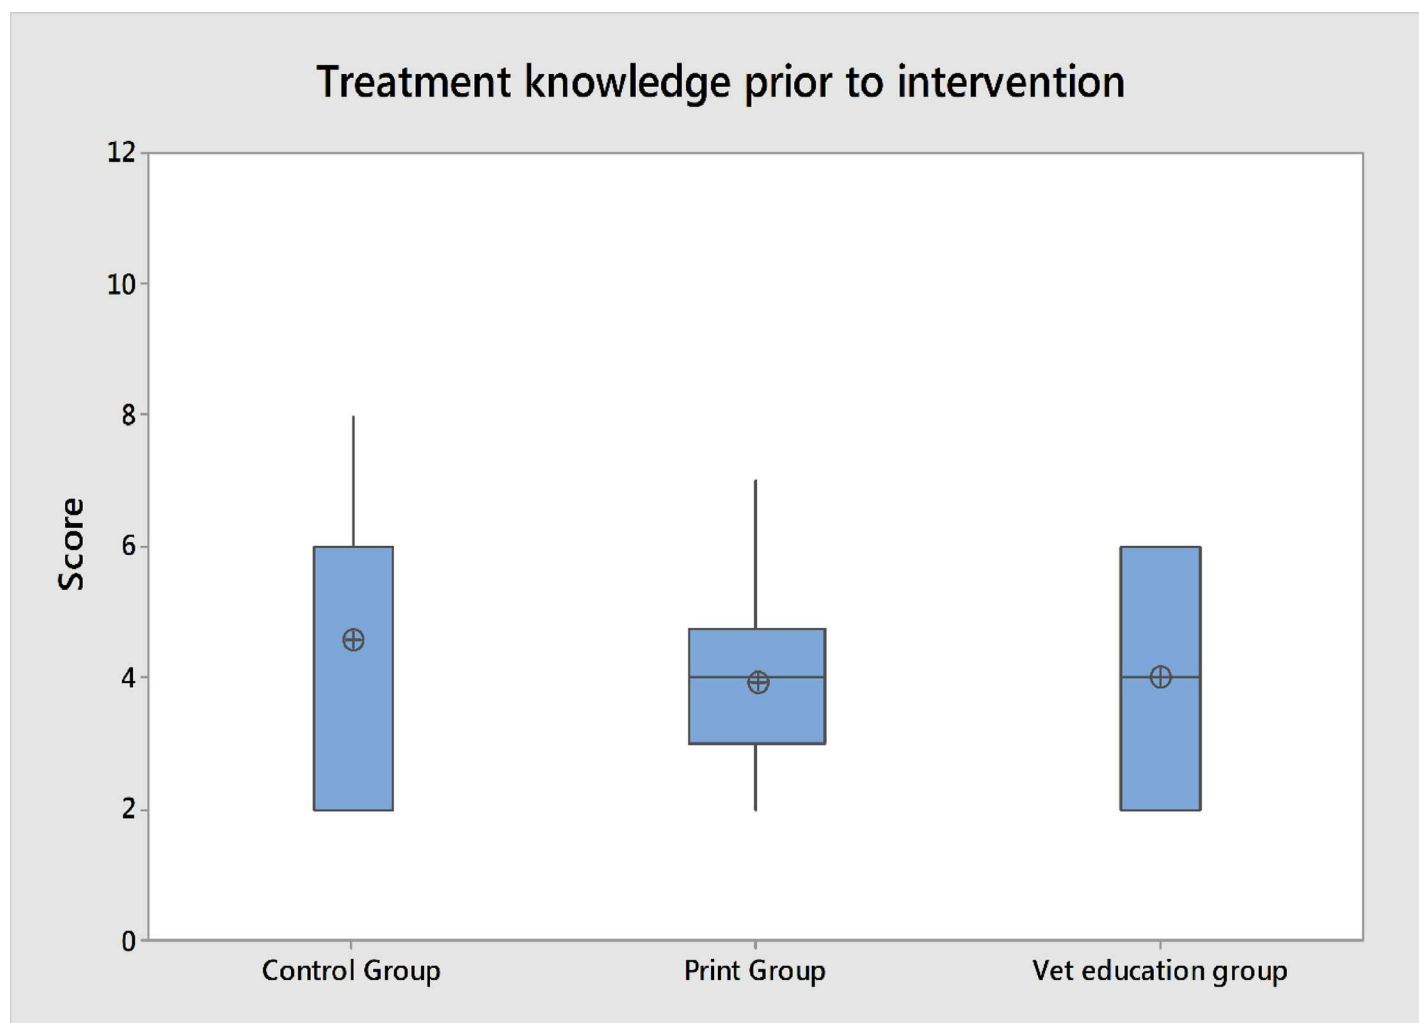 Treatment knowledge prior to intervention
12
10
8
6
4
2
0
Score
Control Group
Print Group
Vet education group